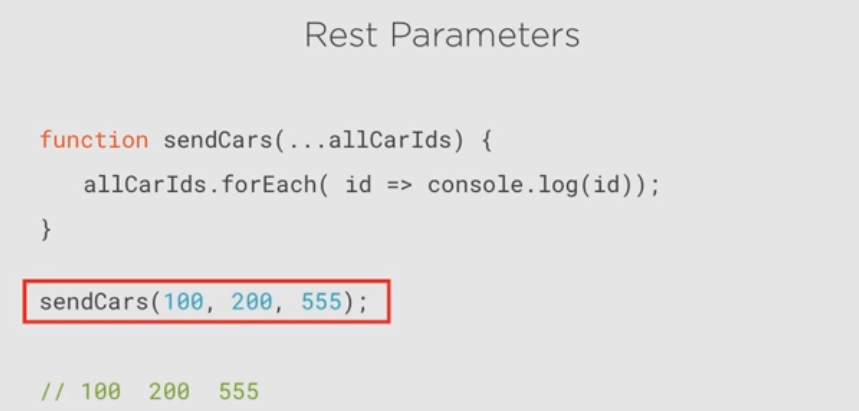 Rest Parameters
function sendCars(...allCarIds) {
allCarIds.forEach( id => console.log(id));
}
sendCars(100, 200, 555);
// 100  200  555